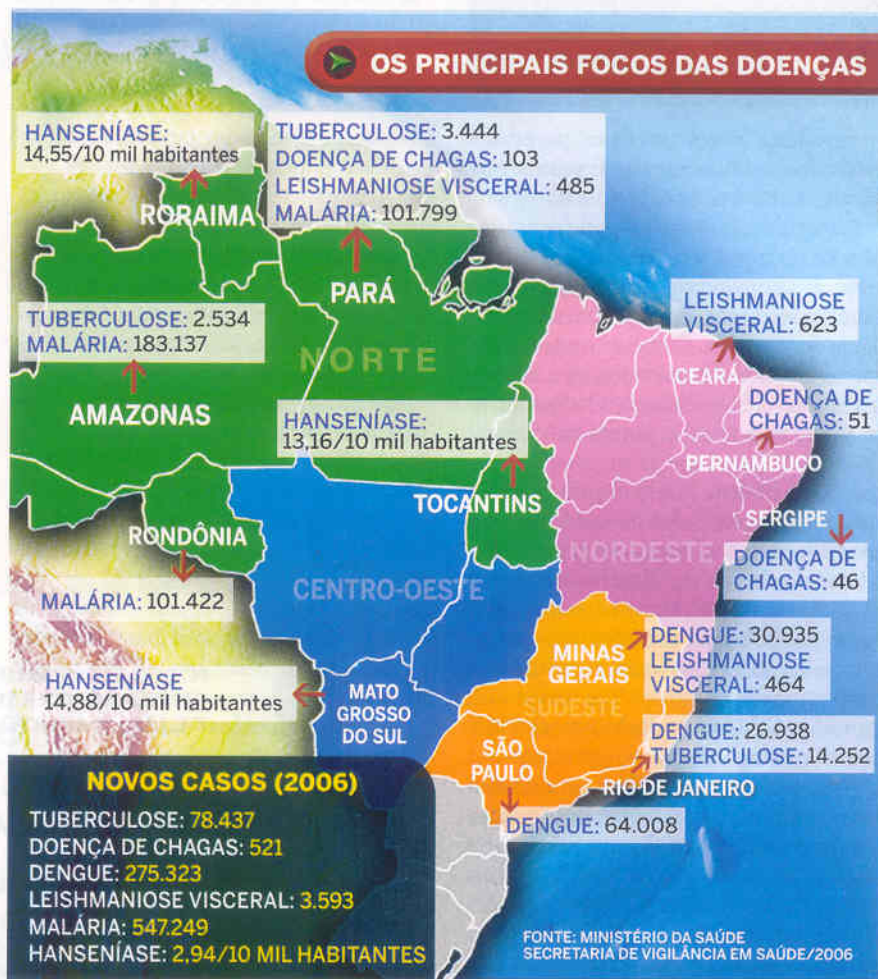 OS PRINCIPAIS FOCOS DAS DOENÇAS
HANSENÍASE:
14,55/10 mil habitantes
RORAIMA
TUBERCULOSE: 3.444
DOENÇA DE CHAGAS: 103
LEISHMANIOSE VISCERAL: 485
MALÁRIA: 101.799
PARÁ
LEISHMANIOSE
VISCERAL: 623
CEARÁ
TUBERCULOSE: 2.534
MALÁRIA: 183.137
AMAZONAS
NORTE
DOENÇA DE
CHAGAS: 51
PERNAMBUCO
HANSENÍASE:
13,16/10 mil habitantes
TOCANTINS
SERGIPE
DOENÇA DE
CHAGAS: 46
RONDÔNIA
MALÁRIA: 101.422
NORDESTE
CENTRO-OESTE
MINAS
GERAIS
DENGUE: 30.935
LEISHMANIOSE
VISCERAL: 464
SUDESTE
HANSENÍASE
14,88/10 mil habitantes
MATO
GROSSO
DO SUL
DENGUE: 26.938
TUBERCULOSE: 14.252
RIO DE JANEIRO
SÃO
PAULO
DENGUE: 64.008
NOVOS CASOS (2006)
TUBERCULOSE: 78.437
DOENÇA DE CHAGAS: 521
DENGUE: 275.323
LEISHMANIOSE VISCERAL: 3.593
MALÁRIA: 547.249
HANSENÍASE: 2,94/10 MIL HABITANTES
FONTE: MINISTÉRIO DA SAÚDE
SECRETARIA DE VIGILÂNCIA EM SAÚDE/2006